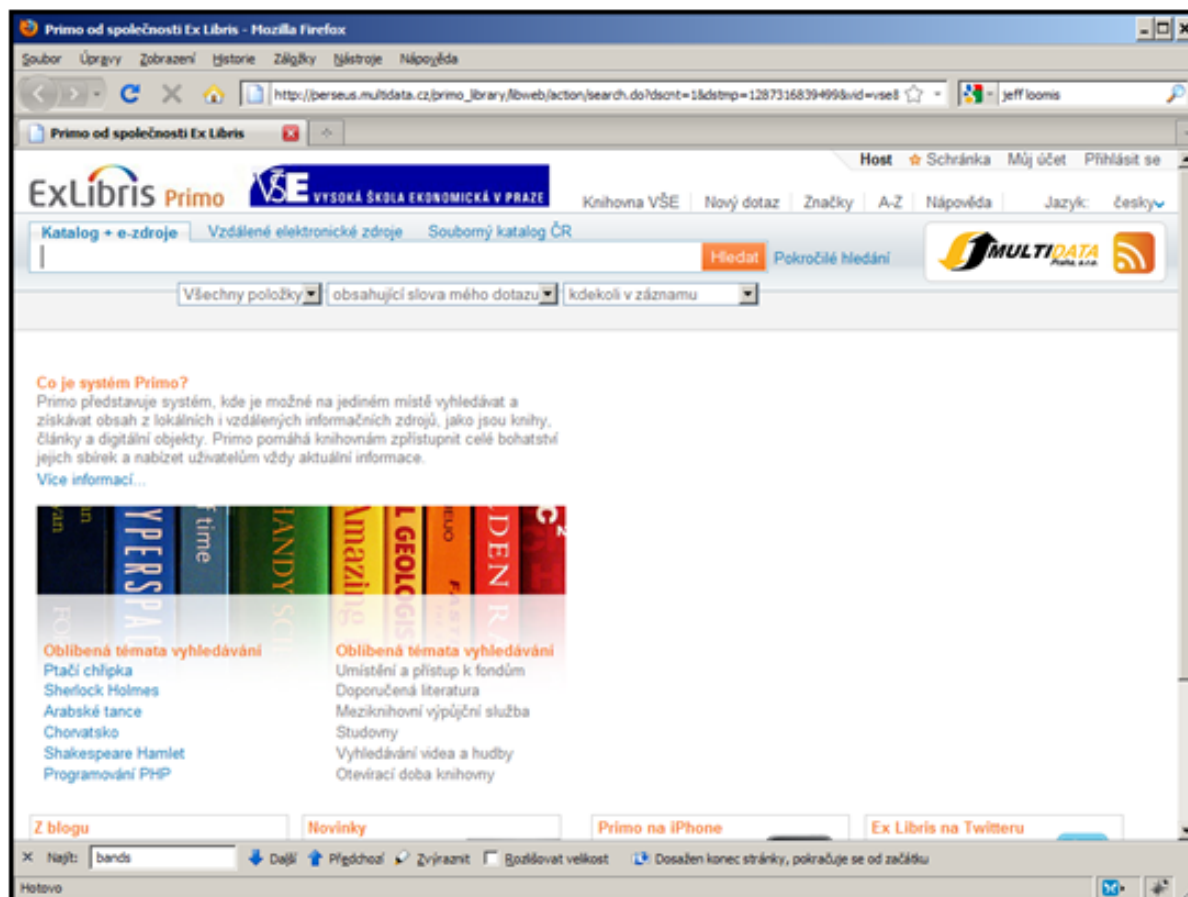 Primo od společnosti Ex Libris - Mozilla Firefox
Soubor Úpravy Zobrazení Historie Záložky Nástroje Nápověda
http://perseus.multidata.cz/primo_library/libweb/action/search.do?dscnt=1&dstmp=1287316839499&vid=vse8 jeff loomis
Primo od společnosti Ex Libris
Host Schránka Můj účet Přihlásit se
ExLibris Primo VŠE VYSOKÁ ŠKOLA EKONOMICKÁ V PRAZE
Knihovna VŠE Nový dotaz Značky A-Z Nápověda Jazyk: česky
Katalog + e-zdroje Vzdálené elektronické zdroje Souborný katalog ČR
Hledat Pokročilé hledání
MULTIDATA
Praha, s.r.o.
Všechny položky obsahující slova mého dotazu kdekoli v záznamu
Co je systém Primo?
Primo představuje systém, kde je možné na jediném místě vyhledávat a
získávat obsah z lokálních i vzdálených informačních zdrojů, jako jsou knihy,
články a digitální objekty. Primo pomáhá knihovnám zpřístupnit celé bohatství
jejich sbírek a nabízet uživatelům vždy aktuální informace.
Více informací...
YPERSPAC
f time
HANDY SCI
Amazing
L GEOLOGIS
LDEN RA
Oblíbená témata vyhledávání
Ptačí chřipka
Sherlock Holmes
Arabské tance
Chorvatsko
Shakespeare Hamlet
Programování PHP
Oblíbená témata vyhledávání
Umístění a přístup k fondům
Doporučená literatura
Meziknihovní výpůjční služba
Studovny
Vyhledávání videa a hudby
Otevírací doba knihovny
Z blogu Novinky Primo na iPhone Ex Libris na Twitteru
Najít: bands Další Předchozí Zvýraznit Rozlišovat velikost Dosažen konec stránky, pokračuje se od začátku
Hotovo